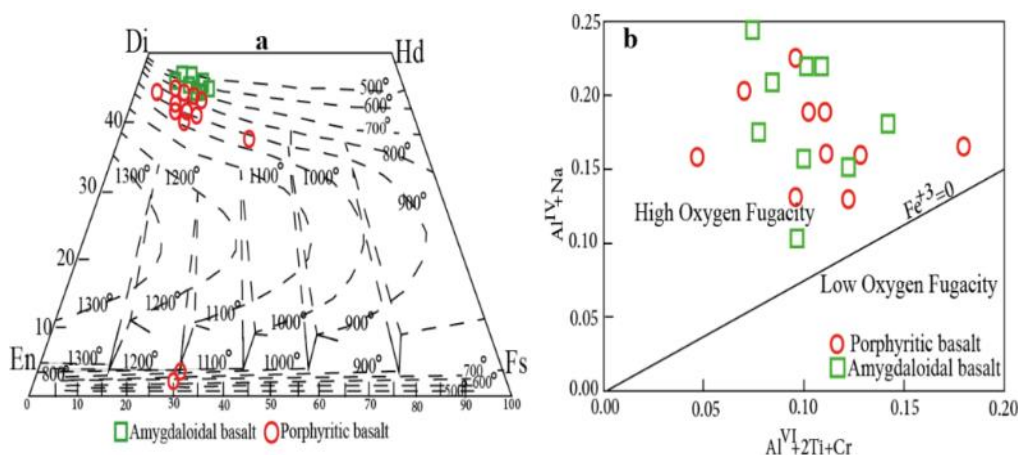 Di a Hd
500°
600°
700°
800°
900°
40
1300° 1200° 1100° 1000°
30
20
1300° 1200° 1100° 1000° 900°
10
En 1300° 1200° 1100° 1000° 900° 700° Fs
800° 600°
500°
0 10 20 30 40 50 60 70 80 90 100
Amygdaloidal basalt Porphyritic basalt
b
0.25
0.20
0.15
0.10
0.05
0.00
Al^IV+Na
High Oxygen Fugacity
Fe^+3=0
Low Oxygen Fugacity
Porphyritic basalt
Amygdaloidal basalt
0.00 0.05 0.10 0.15 0.20
Al^VI+2Ti+Cr